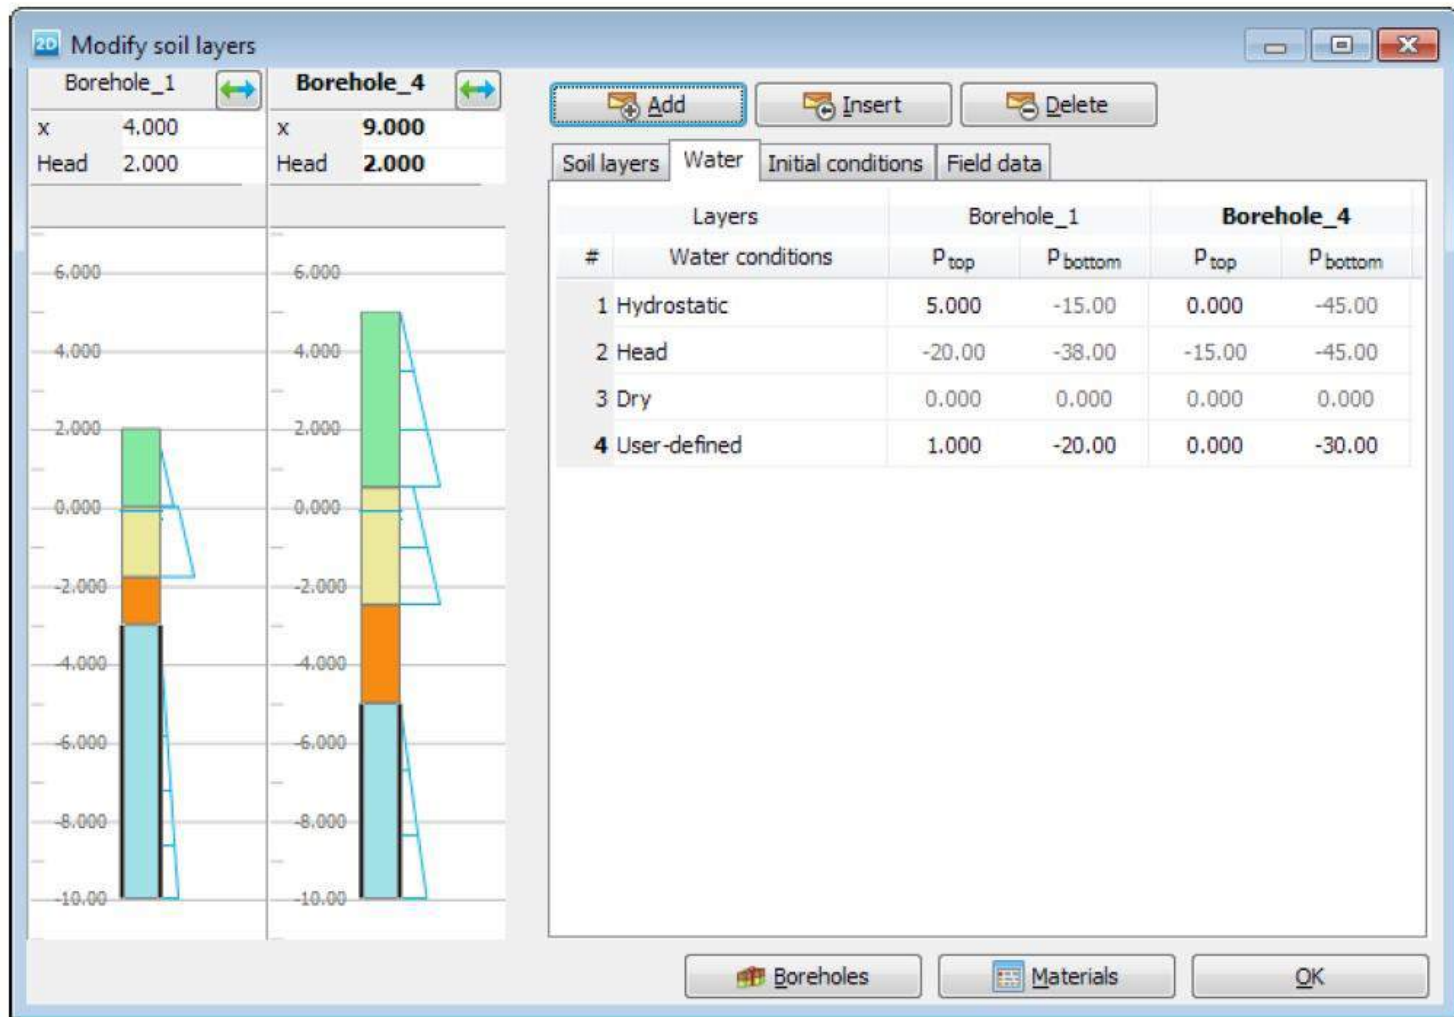 2D Modify soil layers
Borehole_1 Borehole_4
x 4.000 x 9.000
Head 2.000 Head 2.000
Add Insert Delete
Soil layers Water Initial conditions Field data
Layers Borehole_1 Borehole_4
# Water conditions Ptop Pbottom Ptop Pbottom
1 Hydrostatic 5.000 -15.00 0.000 -45.00
2 Head -20.00 -38.00 -15.00 -45.00
3 Dry 0.000 0.000 0.000 0.000
4 User-defined 1.000 -20.00 0.000 -30.00
6.000 6.000
4.000 4.000
2.000 2.000
0.000 0.000
-2.000 -2.000
-4.000 -4.000
-6.000 -6.000
-8.000 -8.000
-10.00 -10.00
Boreholes Materials OK